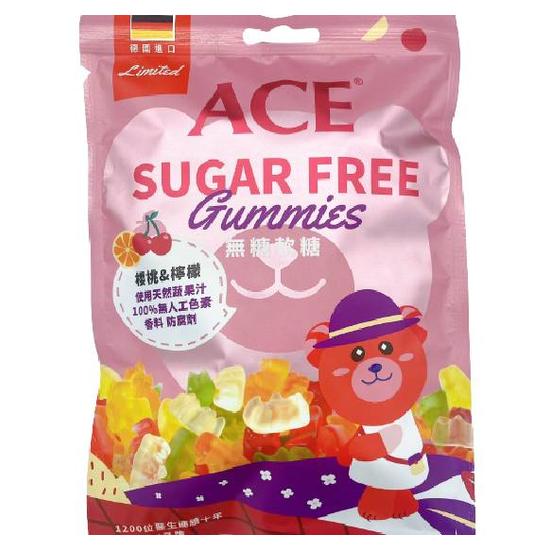 德國進口
Limited
ACE®
SUGAR FREE
Gummies
無糖軟糖
櫻桃&檸檬
使用天然蔬果汁
100%無人工色素
香料 防腐劑
1200位醫生連續十年